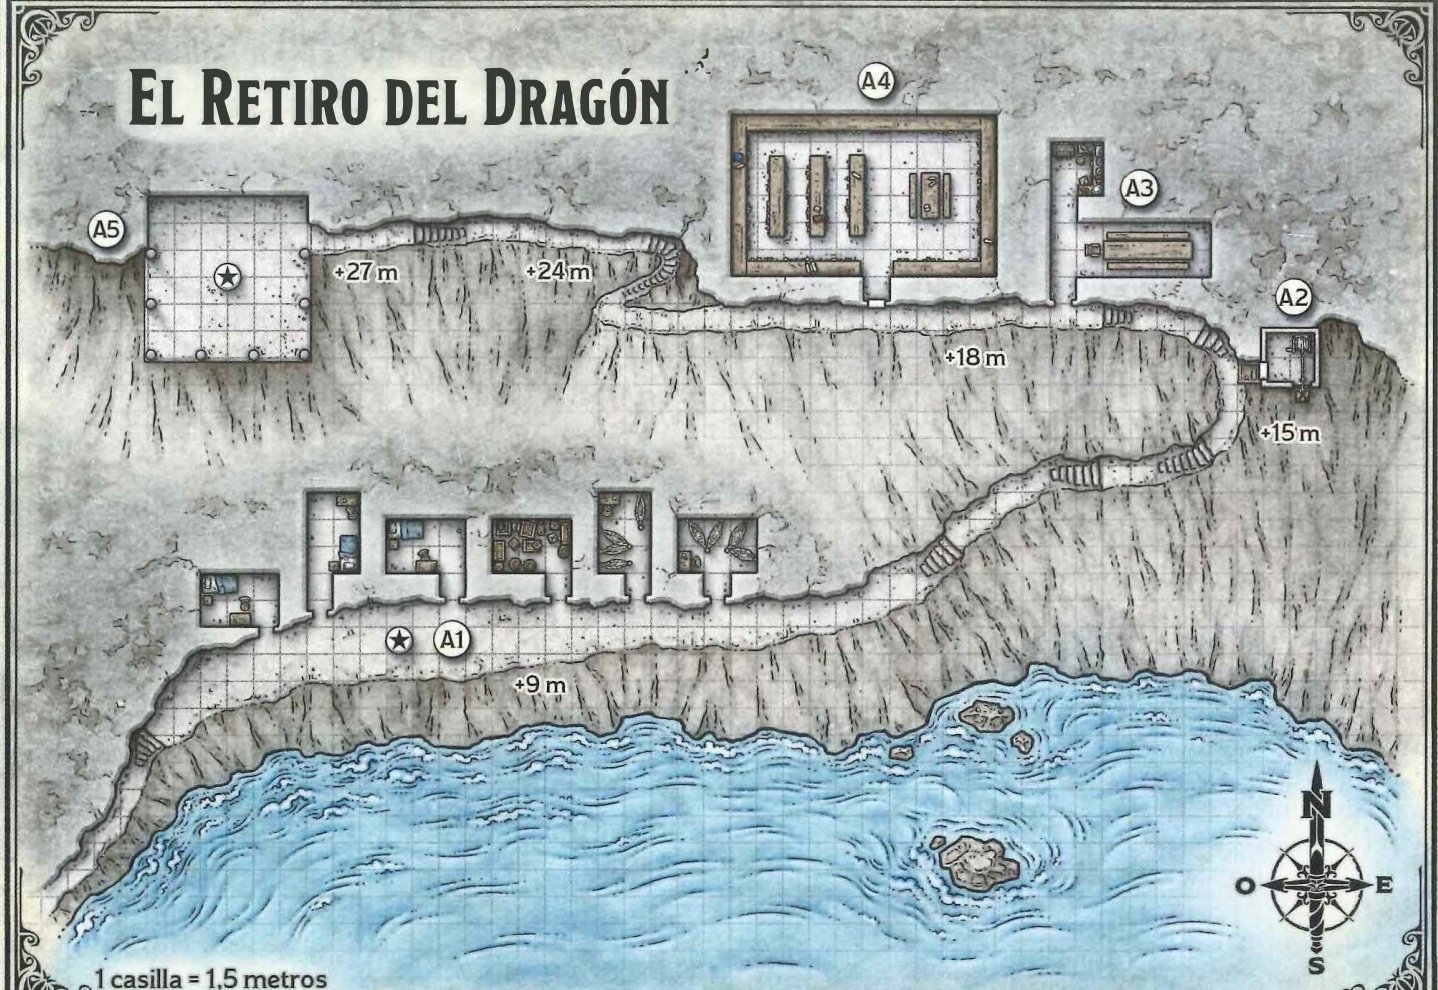 El Retiro del Dragón
A4
A3
A5
+27 m
+24 m
A2
+18 m
+15 m
A1
+9 m
N
O
E
S
1 casilla = 1,5 metros